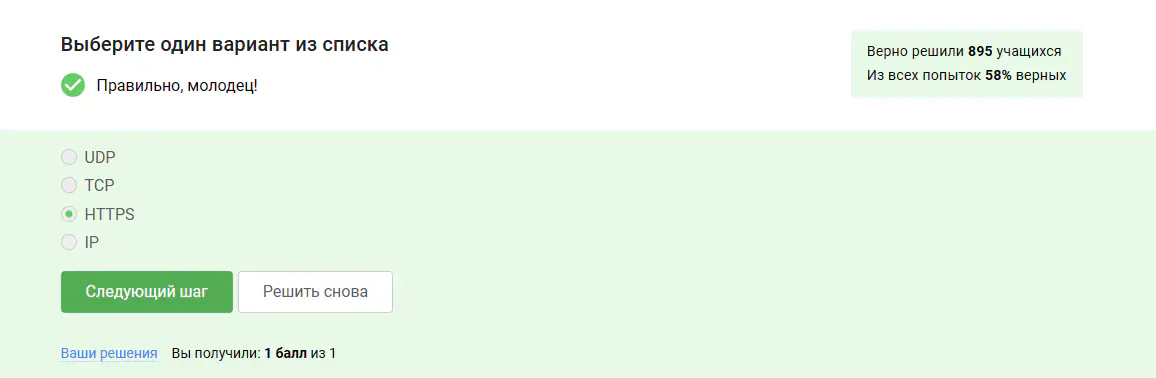 Выберите один вариант из списка
Правильно, молодец!
Верно решили 895 учащихся
Из всех попыток 58% верных
UDP
TCP
HTTPS
IP
Следующий шаг
Решить снова
Ваши решения Вы получили: 1 балл из 1